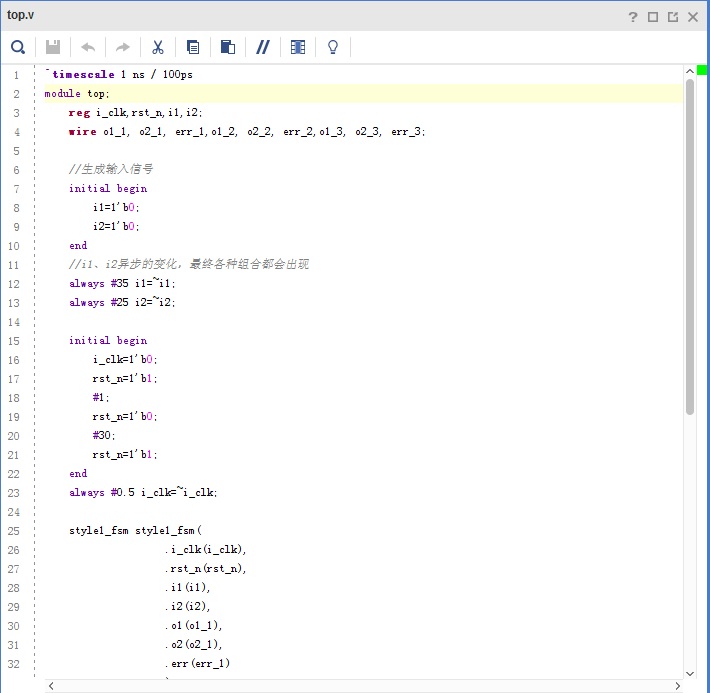 top.v
?
1 `timescale 1 ns / 100ps
2 module top;
3 reg i_clk,rst_n,i1,i2;
4 wire o1_1, o2_1, err_1,o1_2, o2_2, err_2,o1_3, o2_3, err_3;
5
6 //生成输入信号
7 initial begin
8 i1=1'b0;
9 i2=1'b0;
10 end
11 //i1、i2异步的变化，最终各种组合都会出现
12 always #35 i1=~i1;
13 always #25 i2=~i2;
14
15 initial begin
16 i_clk=1'b0;
17 rst_n=1'b1;
18 #1;
19 rst_n=1'b0;
20 #30;
21 rst_n=1'b1;
22 end
23 always #0.5 i_clk=~i_clk;
24
25 style1_fsm style1_fsm(
26 .i_clk(i_clk),
27 .rst_n(rst_n),
28 .i1(i1),
29 .i2(i2),
30 .o1(o1_1),
31 .o2(o2_1),
32 .err(err_1)